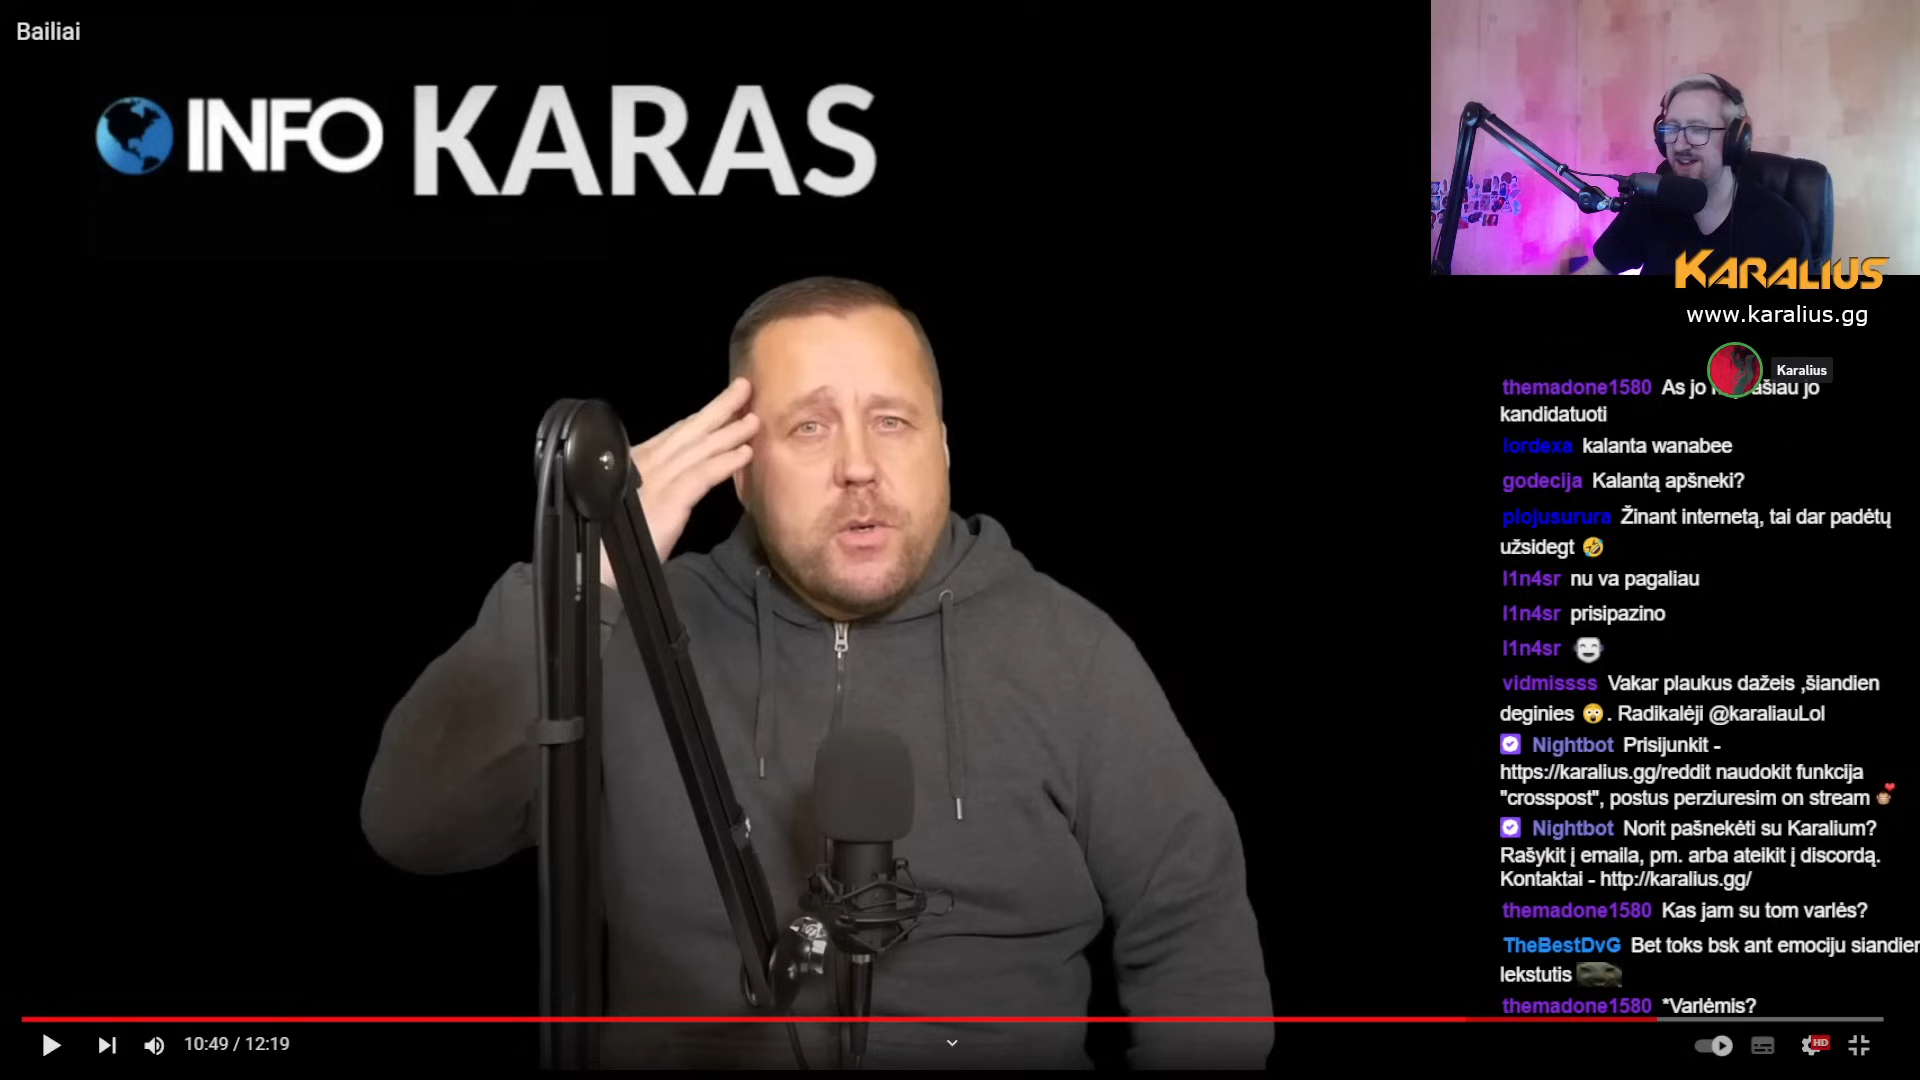 Bailiai
INFO KARAS
KARALIUS
www.karalius.gg
Karalius
themadone1580 As jo jo
kandidatuoti
lordexa kalanta wanabee
godecija Kalantą apšneki?
plojusurura Žinant internetą, tai dar padėtų
užsidegt
l1n4sr nu va pagaliau
l1n4sr prisipazino
l1n4sr
vidmissss Vakar plaukus dažeis ,šiandien
deginies . Radikalėji @karaliauLol
Nightbot Prisijunkit -
https://karalius.gg/reddit naudokit funkcija
"crosspost", postus perziuresim on stream
Nightbot Norit pašnekėti su Karalium?
Rašykit į emaila, pm. arba ateikit į discordą.
Kontaktai - http://karalius.gg/
themadone1580 Kas jam su tom varlės?
TheBestDvG Bet toks bsk ant emociju siandien
lekstutis
themadone1580 *Varlėmis?
10:49 / 12:19
HD